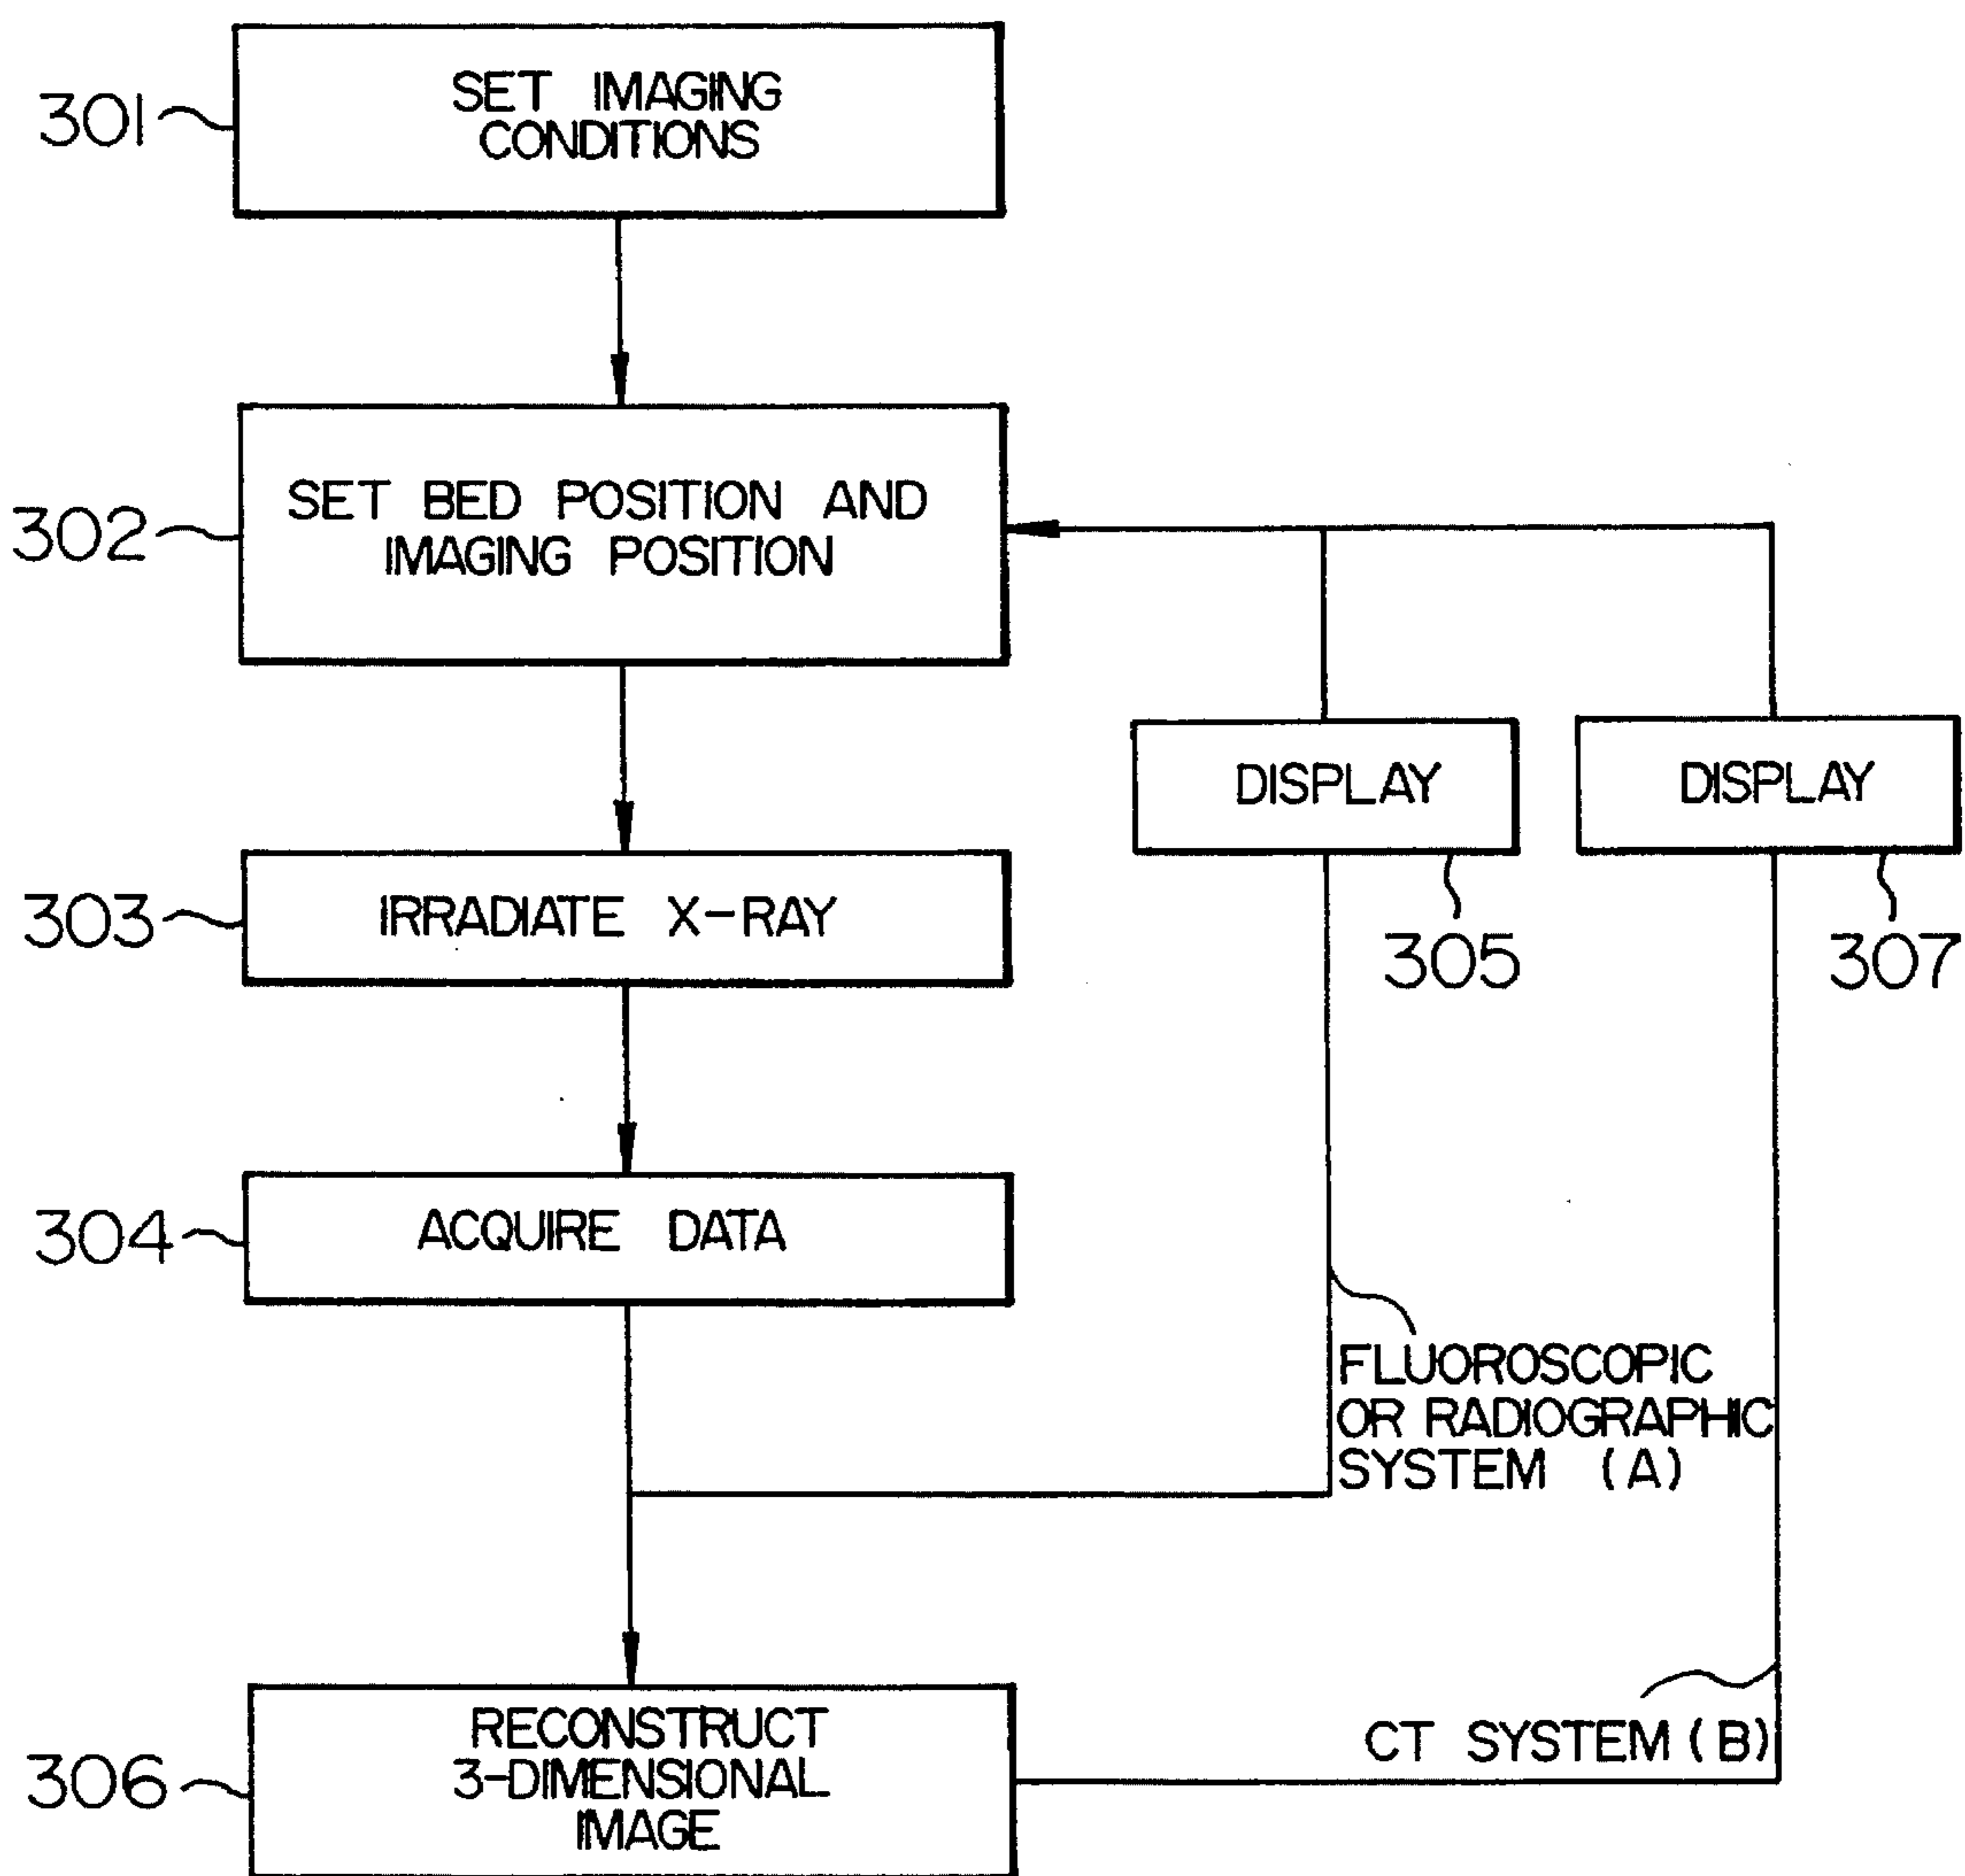 301
SET IMAGING
CONDITIONS
302
SET BED POSITION AND
IMAGING POSITION
DISPLAY
DISPLAY
303
IRRADIATE X-RAY
305
307
304
ACQUIRE DATA
FLUOROSCOPIC
OR RADIOGRAPHIC
SYSTEM (A)
306
RECONSTRUCT
3-DIMENSIONAL
IMAGE
CT SYSTEM (B)